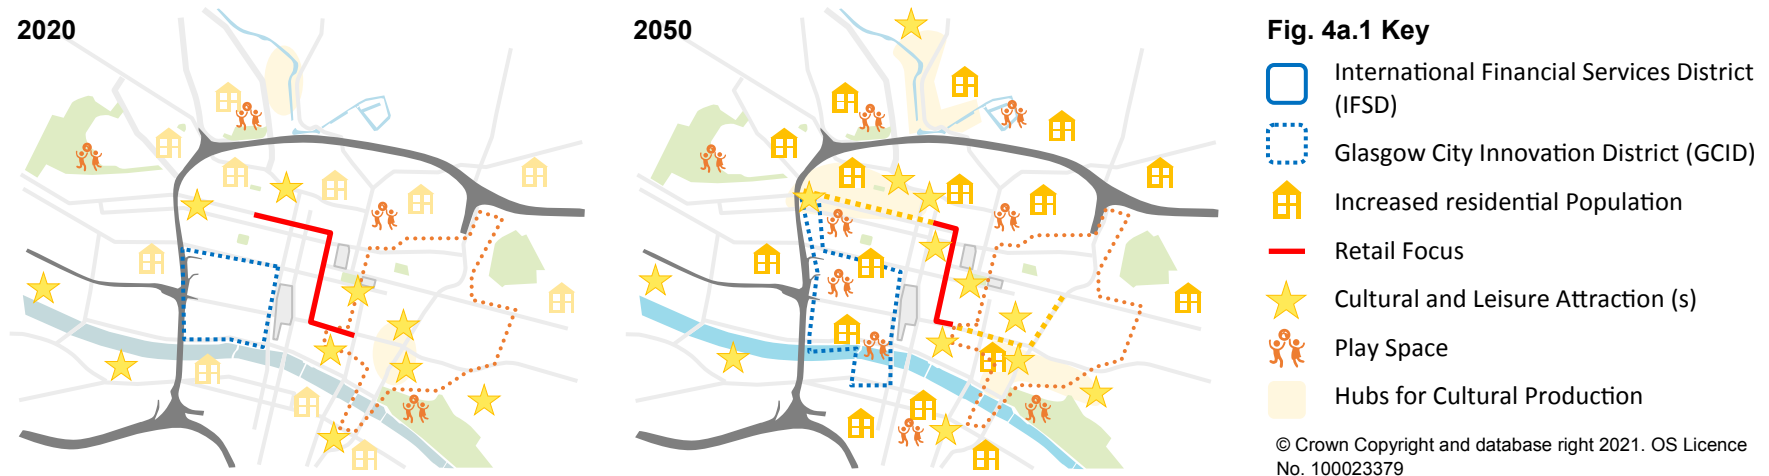 2020
2050
Fig. 4a.1 Key
International Financial Services District
(IFSD)
Glasgow City Innovation District (GCID)
Increased residential Population
Retail Focus
Cultural and Leisure Attraction (s)
Play Space
Hubs for Cultural Production
© Crown Copyright and database right 2021. OS Licence
No. 100023379